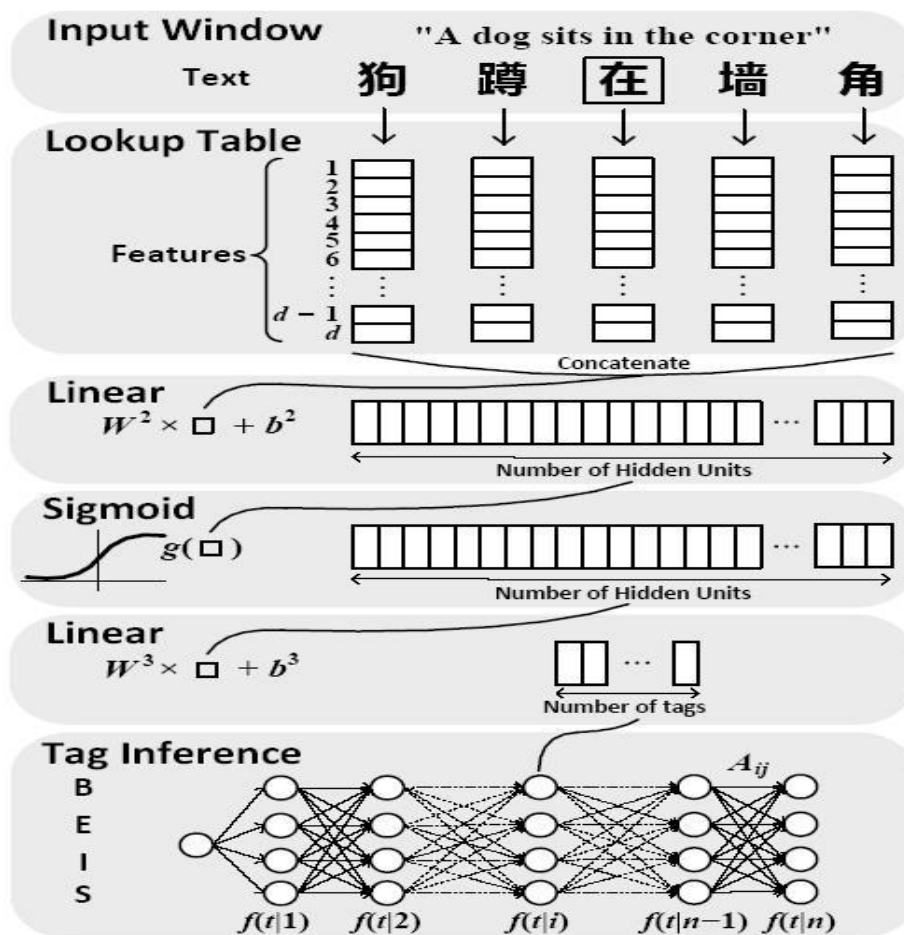 Input Window
"A dog sits in the corner"
Text 狗 蹲 在 墙 角
Lookup Table
1
2
3
4
5
6
Features
⋮ ⋮ ⋮ ⋮ ⋮ ⋮
d − 1
d
Concatenate
Linear
W² × □ + b²
...
Number of Hidden Units
Sigmoid
g(□)
...
Number of Hidden Units
Linear
W³ × □ + b³
...
Number of tags
Tag Inference
A_ij
B
E
I
S
f(t|1) f(t|2) f(t|i) f(t|n−1) f(t|n)